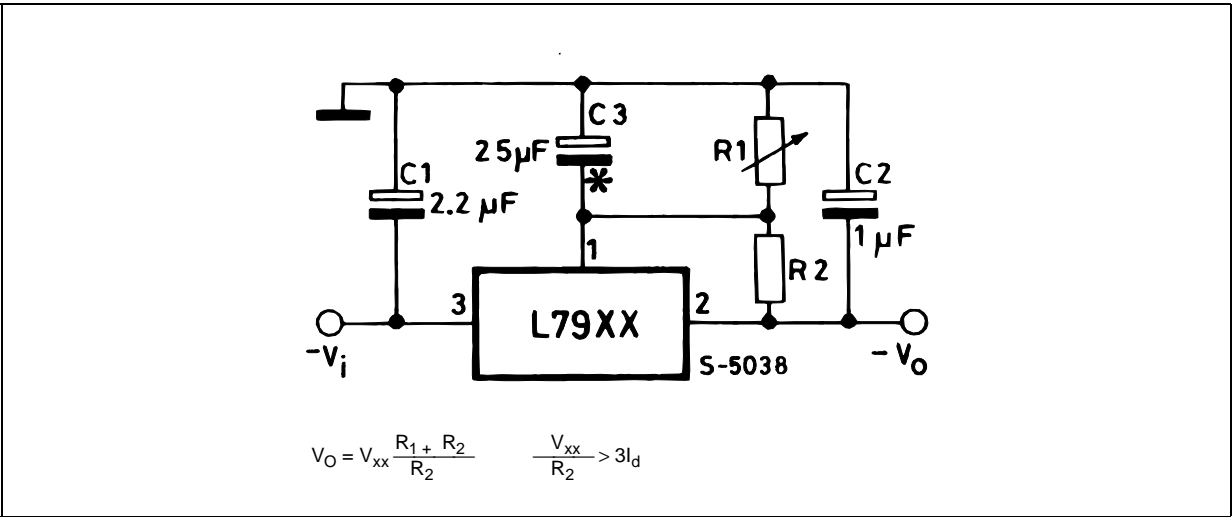 C3
25µF
*
R1
C1
2.2 µF
C2
1 µF
1
R2
3
L79XX
2
-Vi
S-5038
- Vo
VO = Vxx R1 + R2 / R2    Vxx / R2 > 3Id